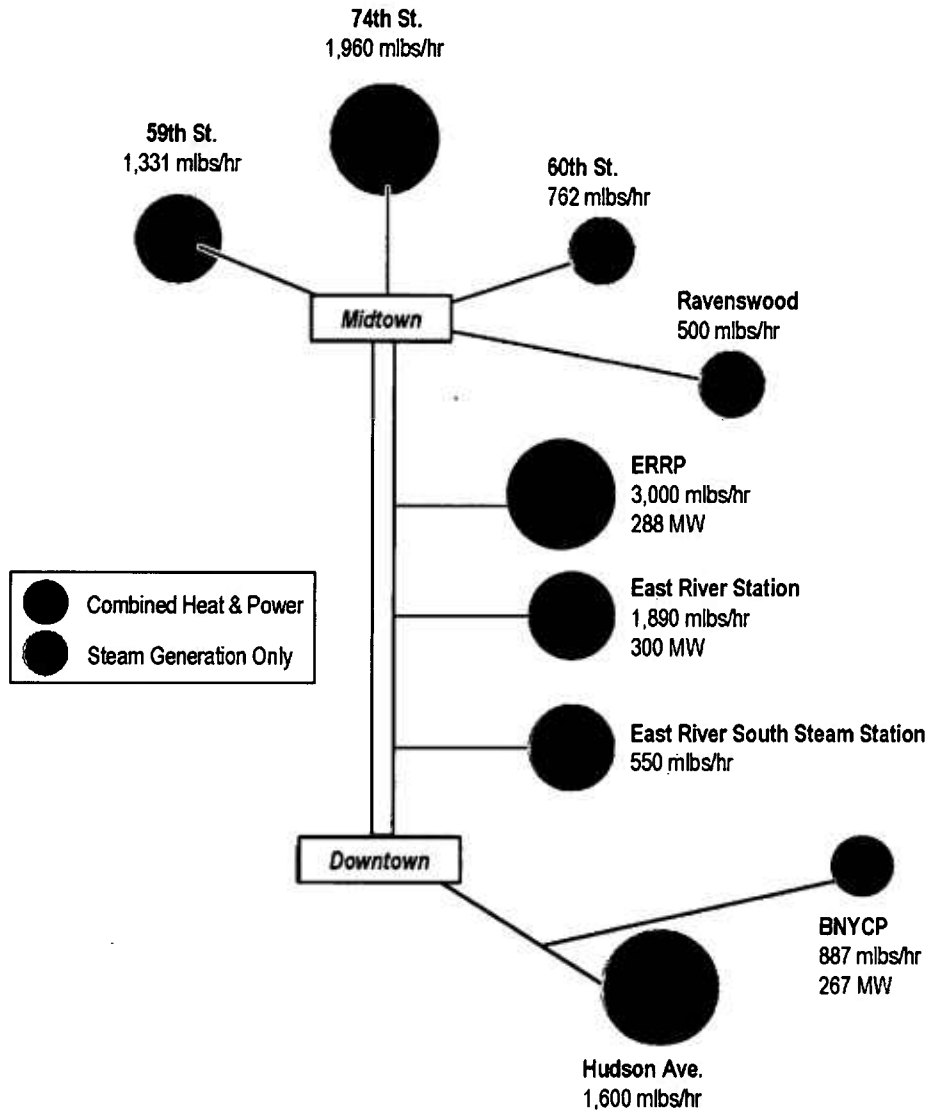 74th St.
1,960 mlbs/hr
59th St.
1,331 mlbs/hr
60th St.
762 mlbs/hr
Ravenswood
500 mlbs/hr
Midtown
ERRP
3,000 mlbs/hr
288 MW
Combined Heat & Power
Steam Generation Only
East River Station
1,890 mlbs/hr
300 MW
East River South Steam Station
550 mlbs/hr
Downtown
BNYCP
887 mlbs/hr
267 MW
Hudson Ave.
1,600 mlbs/hr